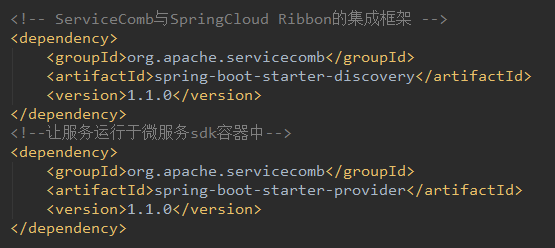 <!-- ServiceComb与SpringCloud Ribbon的集成框架 -->
<dependency>
    <groupId>org.apache.servicecomb</groupId>
    <artifactId>spring-boot-starter-discovery</artifactId>
    <version>1.1.0</version>
</dependency>
<!--让服务运行于微服务sdk容器中-->
<dependency>
    <groupId>org.apache.servicecomb</groupId>
    <artifactId>spring-boot-starter-provider</artifactId>
    <version>1.1.0</version>
</dependency>